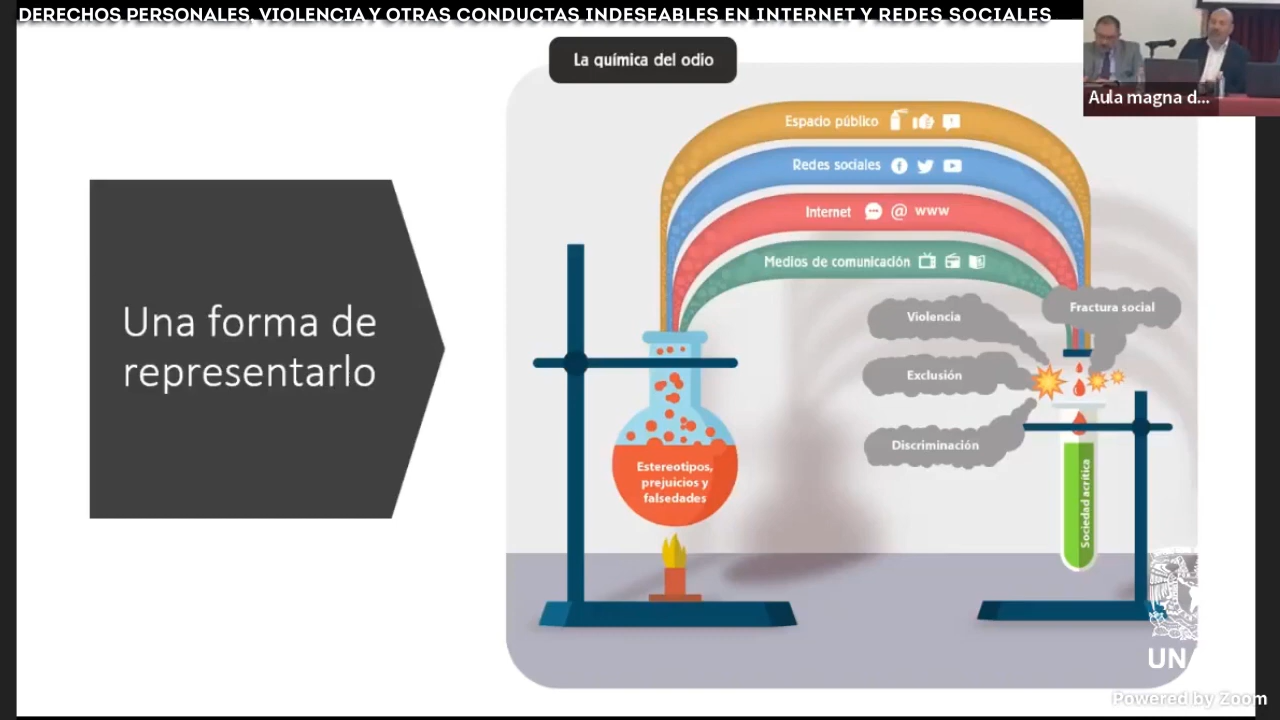 DERECHOS PERSONALES, VIOLENCIA Y OTRAS CONDUCTAS INDESEABLES EN INTERNET Y REDES SOCIALES
Aula magna d...
La química del odio
Espacio público
Redes sociales
Internet @ www
Medios de comunicación
Una forma de
representarlo
Violencia
Fractura social
Exclusión
Discriminación
Estereotipos,
prejuicios y
falsedades
Sociedad acrítica
UNA
Powered by Zoom